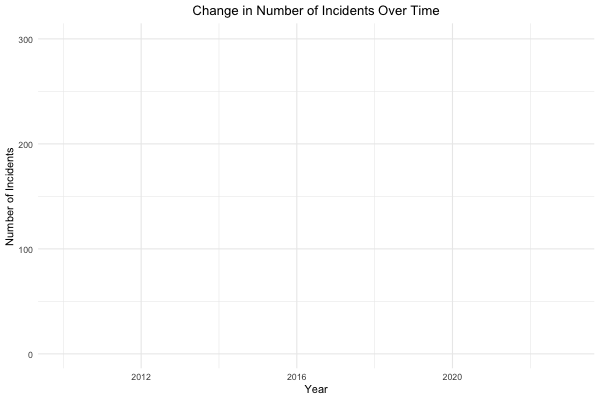 Change in Number of Incidents Over Time
300
200
100
0
Number of Incidents
2012
2016
2020
Year